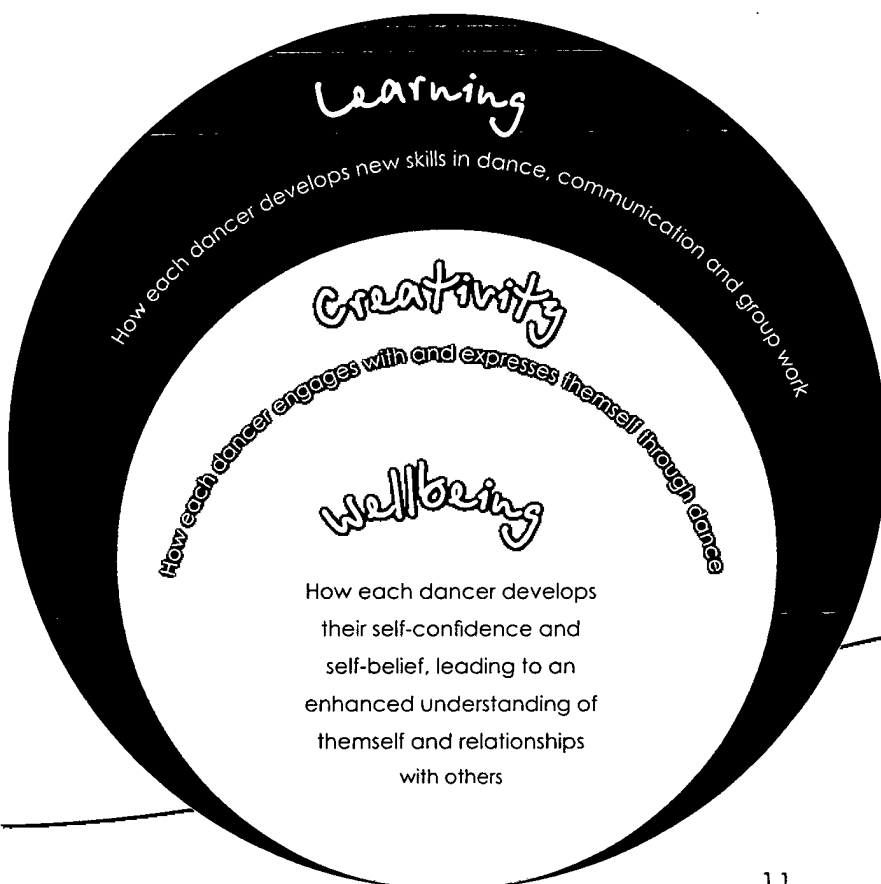 Learning
How each dancer develops new skills in dance, communication and group work
Creativity
How each dancer engages with and expresses themself through dance
Wellbeing
How each dancer develops
their self-confidence and
self-belief, leading to an
enhanced understanding of
themself and relationships
with others
11